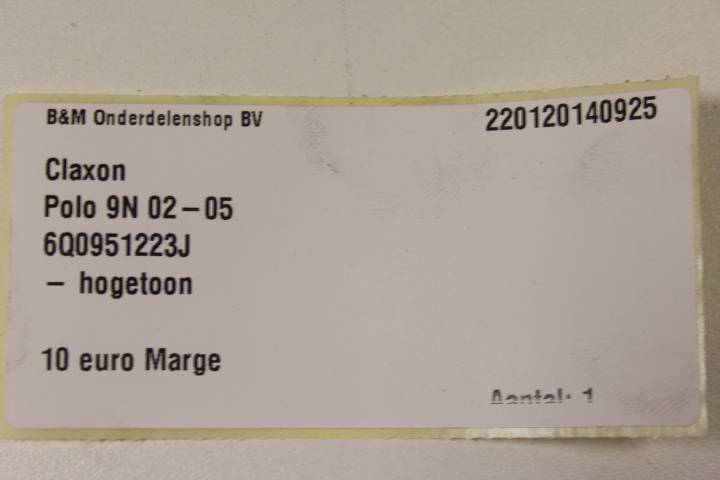 B&M Onderdelenshop BV 220120140925
Claxon
Polo 9N 02-05
6Q0951223J
- hogetoon
10 euro Marge
Aantal: 1